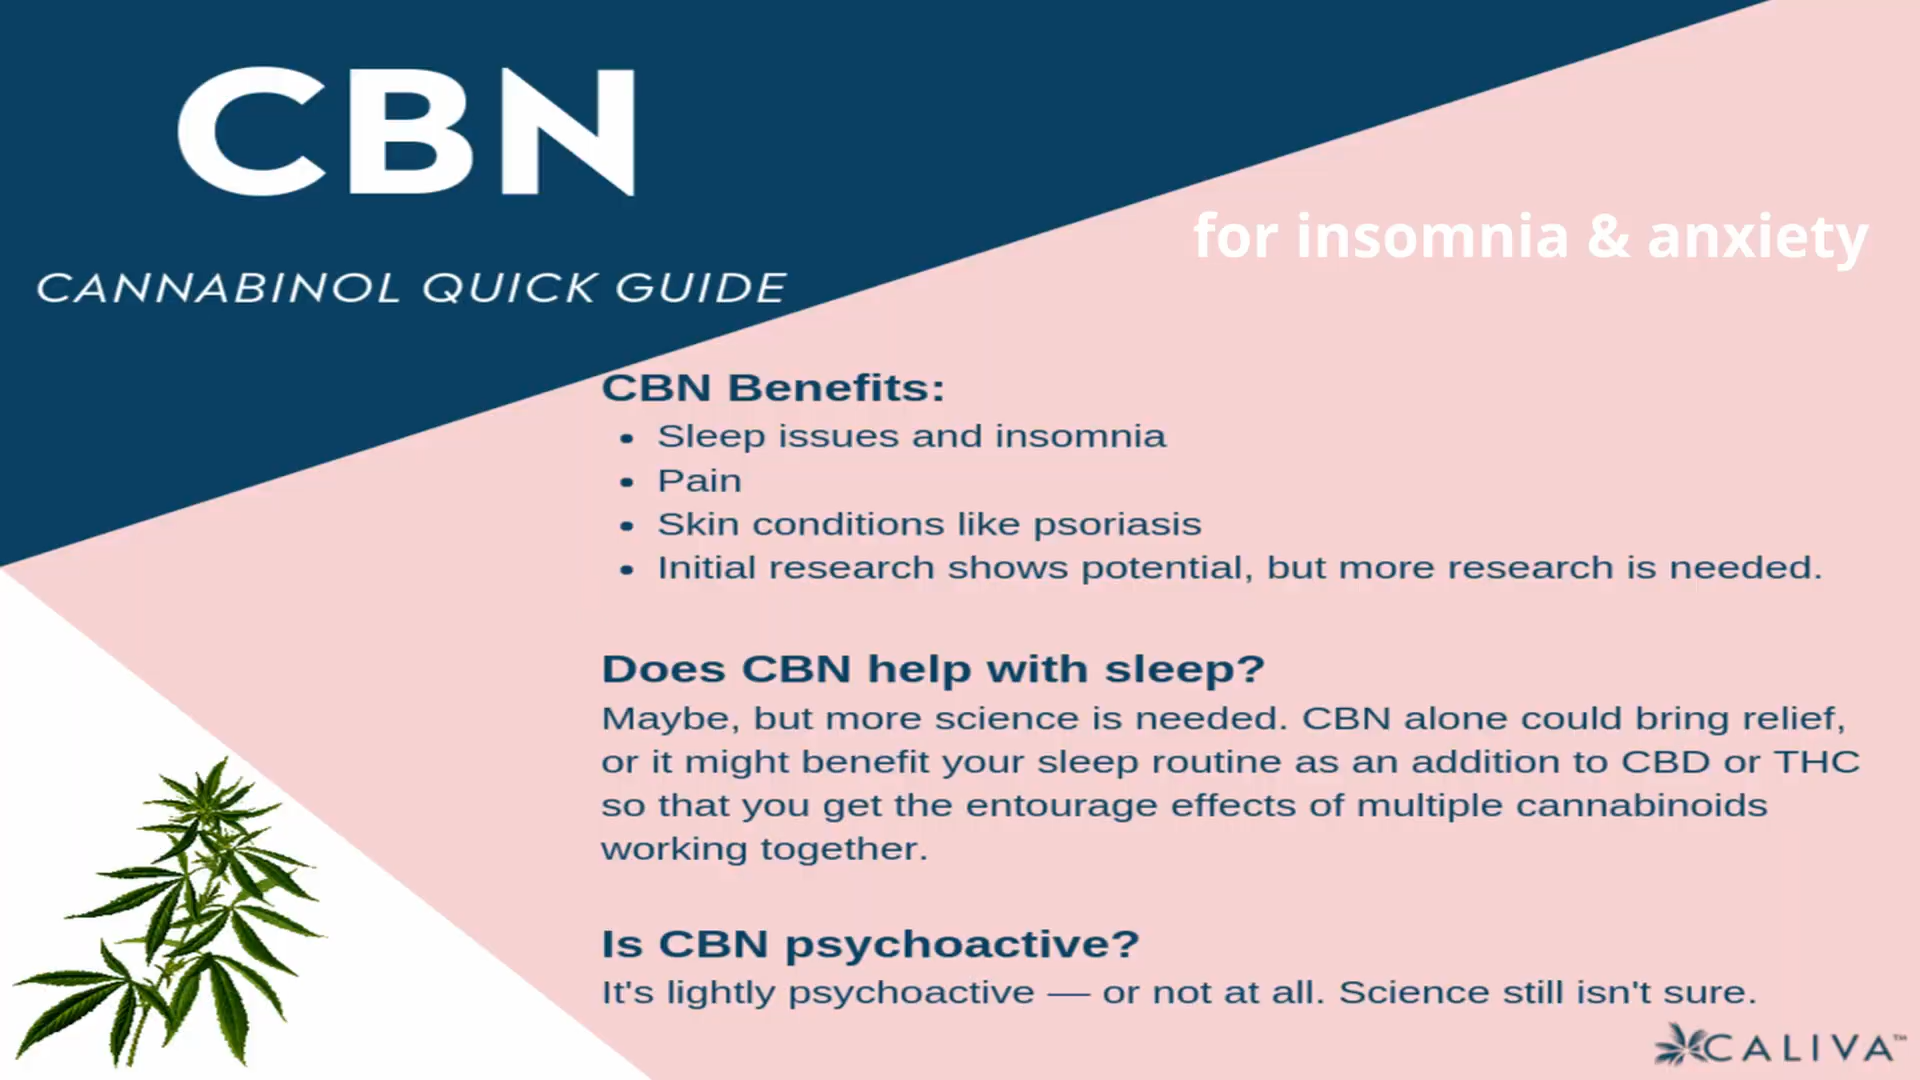 CBN
CANNABINOL QUICK GUIDE
for insomnia & anxiety
CBN Benefits:
• Sleep issues and insomnia
• Pain
• Skin conditions like psoriasis
• Initial research shows potential, but more research is needed.
Does CBN help with sleep?
Maybe, but more science is needed. CBN alone could bring relief,
or it might benefit your sleep routine as an addition to CBD or THC
so that you get the entourage effects of multiple cannabinoids
working together.
Is CBN psychoactive?
It's lightly psychoactive — or not at all. Science still isn't sure.
CALIVA™